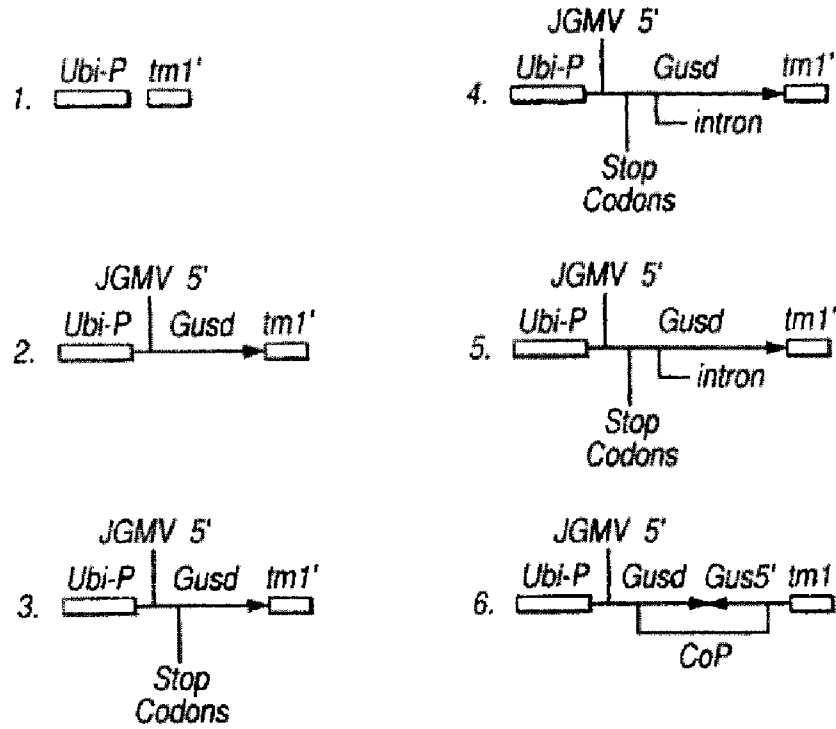 1. Ubi-P tm1'
2. JGMV 5'
Ubi-P Gusd tm1'
3. JGMV 5'
Ubi-P Gusd tm1'
Stop
Codons
4. JGMV 5'
Ubi-P Gusd tm1'
intron
Stop
Codons
5. JGMV 5'
Ubi-P Gusd tm1'
intron
Stop
Codons
6. JGMV 5'
Ubi-P Gusd Gus5' tm1
CoP